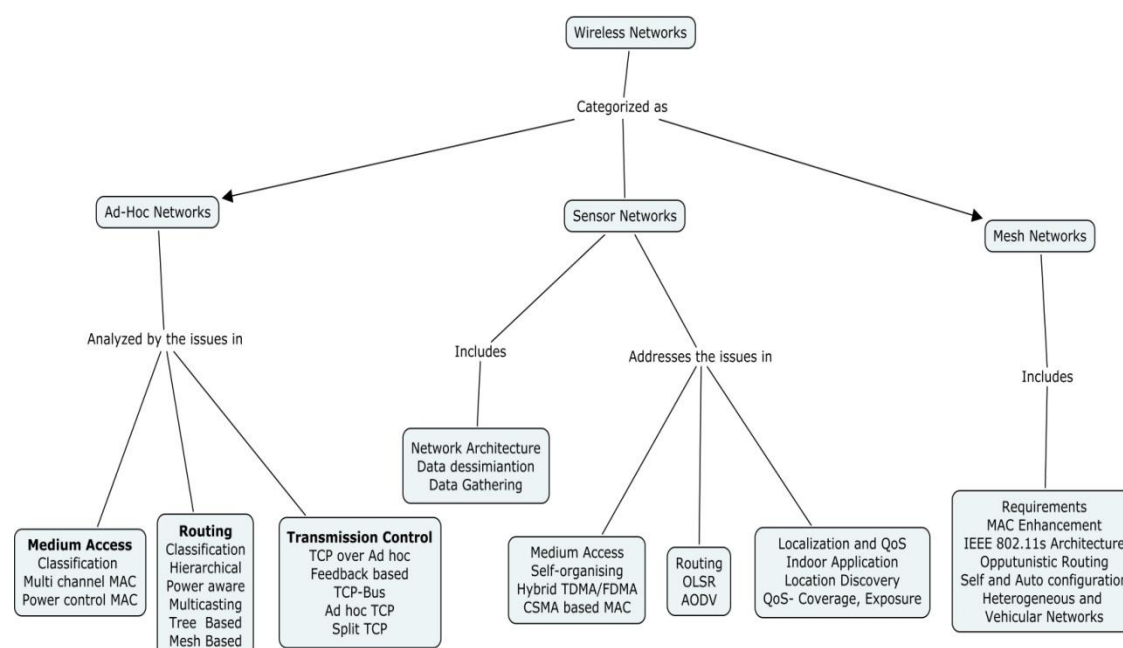 Wireless Networks
Categorized as
Ad-Hoc Networks
Sensor Networks
Mesh Networks
Analyzed by the issues in
Includes
Addresses the issues in
Includes
Medium Access
Classification
Multi channel MAC
Power control MAC
Routing
Classification
Hierarchical
Power aware
Multicasting
Tree Based
Mesh Based
Transmission Control
TCP over Ad hoc
Feedback based
TCP-Bus
Ad hoc TCP
Split TCP
Network Architecture
Data dessimiantion
Data Gathering
Medium Access
Self-organising
Hybrid TDMA/FDMA
CSMA based MAC
Routing
OLSR
AODV
Localization and QoS
Indoor Application
Location Discovery
QoS- Coverage, Exposure
Requirements
MAC Enhancement
IEEE 802.11s Architecture
Opputunistic Routing
Self and Auto configuration
Heterogeneous and
Vehicular Networks